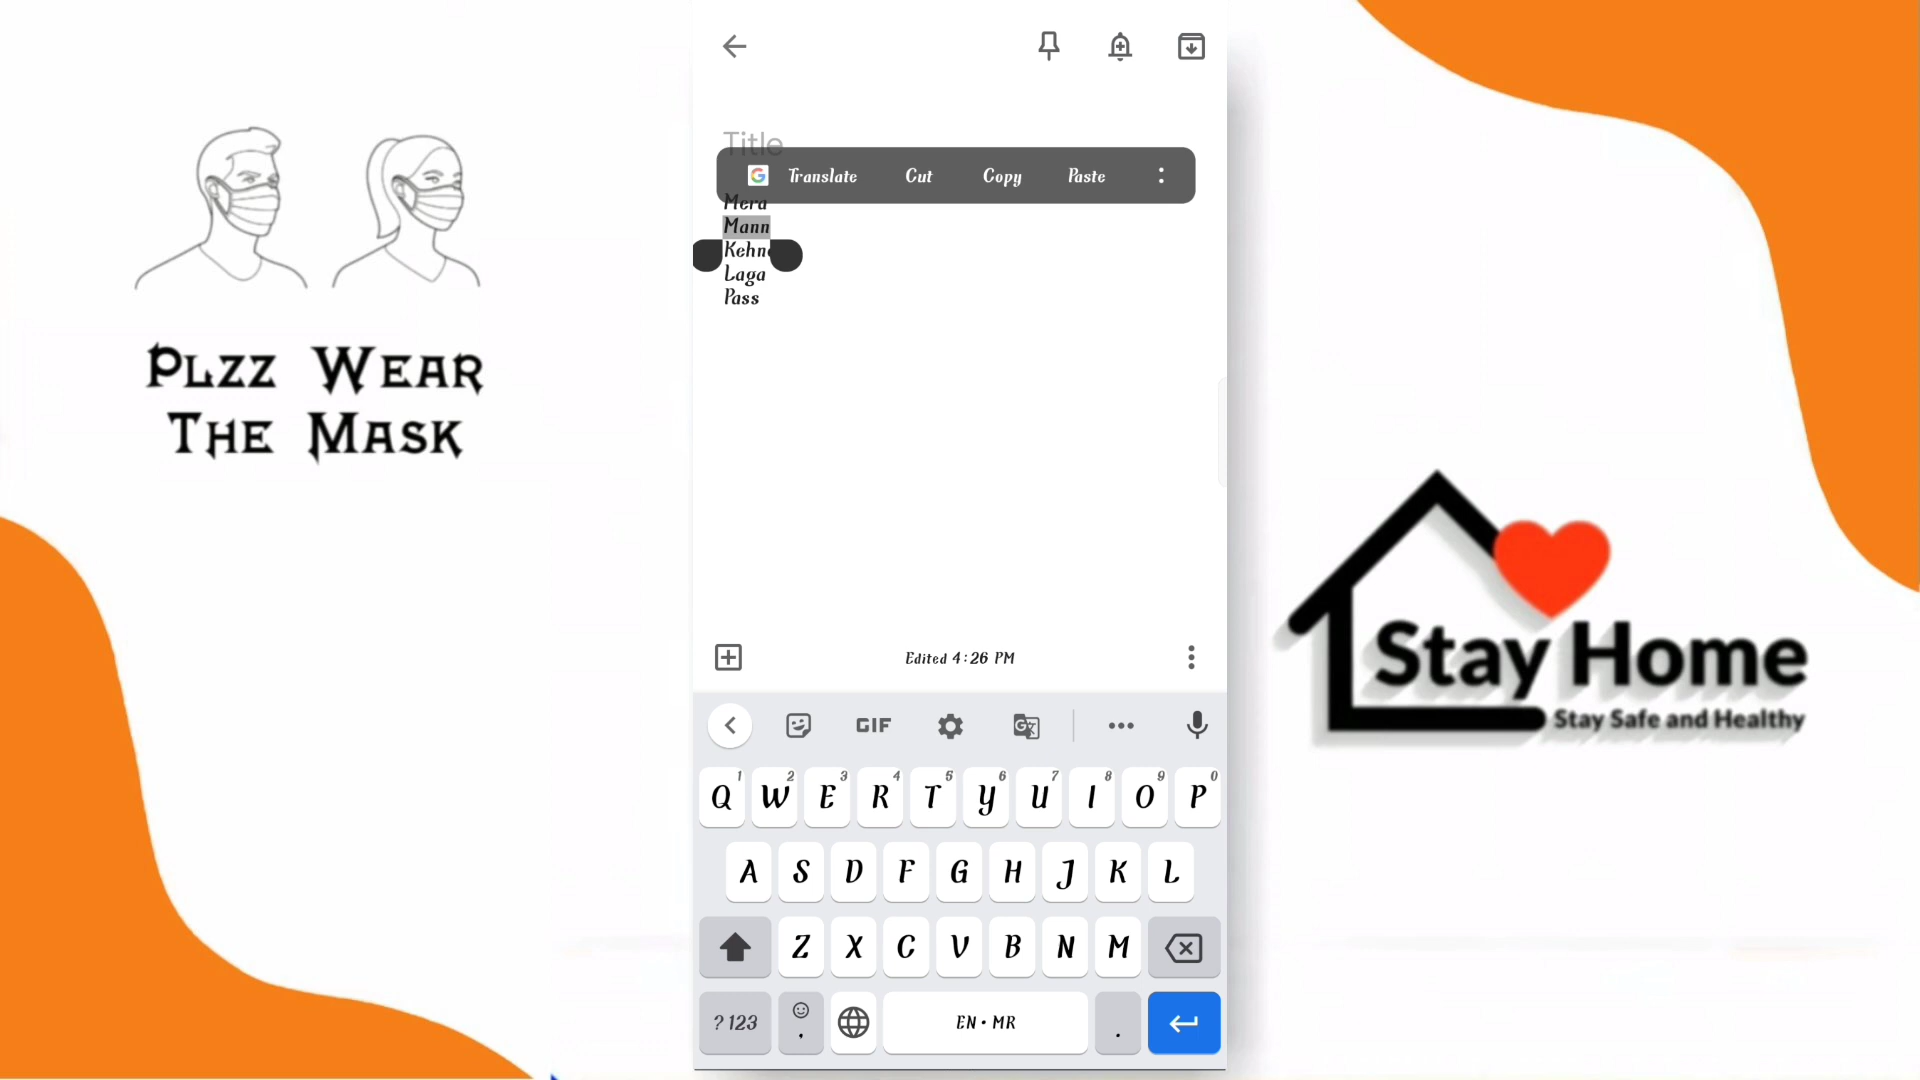 Plzz Wear
The Mask
Title
Translate Cut Copy Paste
Mera
Mann
Laga
Pass
Edited 4:26 PM
GIF
1 2 3 4 5 6 7 8 9 0
Q W E R T Y U I O P
A S D F G H J K L
Z X C V B N M
?123 , EN • MR .
Stay Home
Stay Safe and Healthy